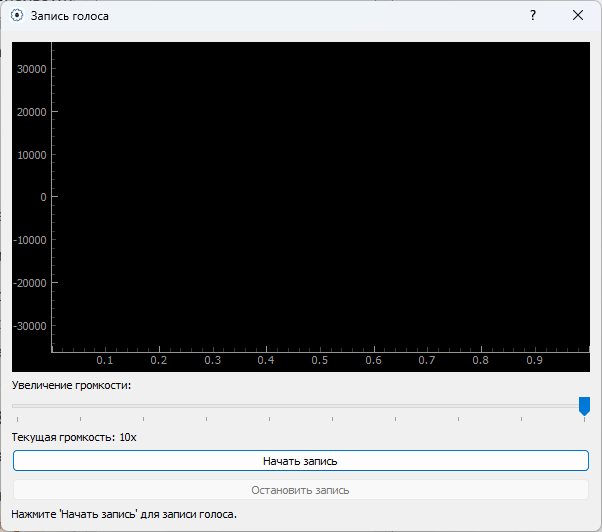 Запись голоса
?
30000
20000
10000
0
-10000
-20000
-30000
0.1 0.2 0.3 0.4 0.5 0.6 0.7 0.8 0.9
Увеличение громкости:
Текущая громкость: 10x
Начать запись
Остановить запись
Нажмите 'Начать запись' для записи голоса.